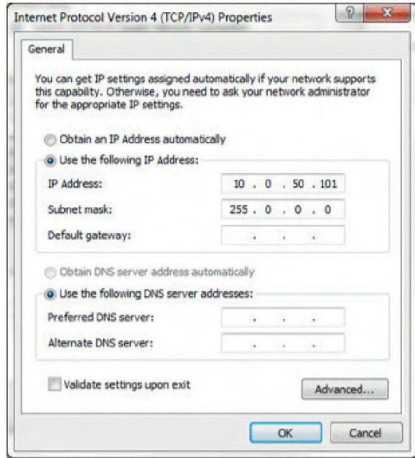 Internet Protocol Version 4 (TCP/IPv4) Properties
General
You can get IP settings assigned automatically if your network supports
this capability. Otherwise, you need to ask your network administrator
for the appropriate IP settings.
Obtain an IP Address automatically
Use the following IP Address:
IP Address: 10 . 0 . 50 . 101
Subnet mask: 255 . 0 . 0 . 0
Default gateway: . . .
Obtain DNS server address automatically
Use the following DNS server addresses:
Preferred DNS server: . . .
Alternate DNS server: . . .
Validate settings upon exit
Advanced...
OK Cancel